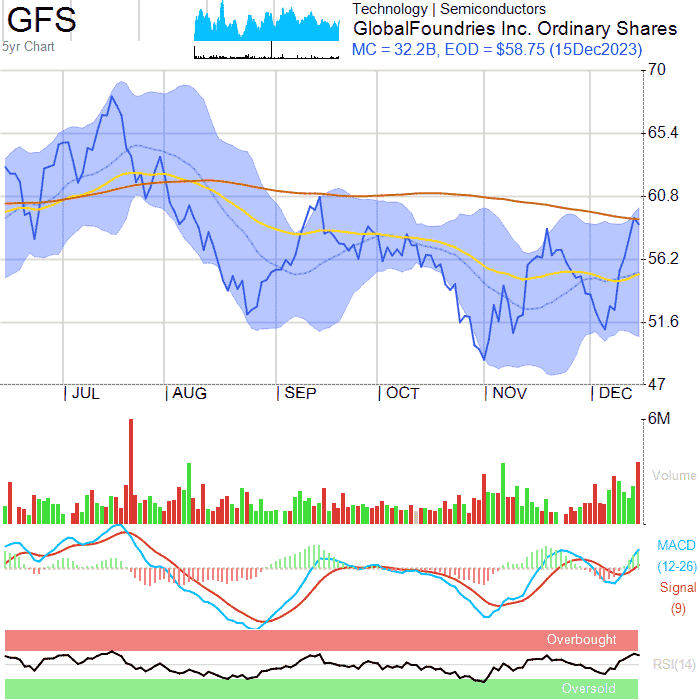 GFS
5yr Chart
Technology | Semiconductors
GlobalFoundries Inc. Ordinary Shares
MC = 32.2B, EOD = $58.75 (15Dec2023)
70
65.4
60.8
56.2
51.6
47
| JUL | AUG | SEP | OCT | NOV | DEC
6M
Volume
MACD
(12-26)
Signal
(9)
Overbought
RSI(14)
Oversold